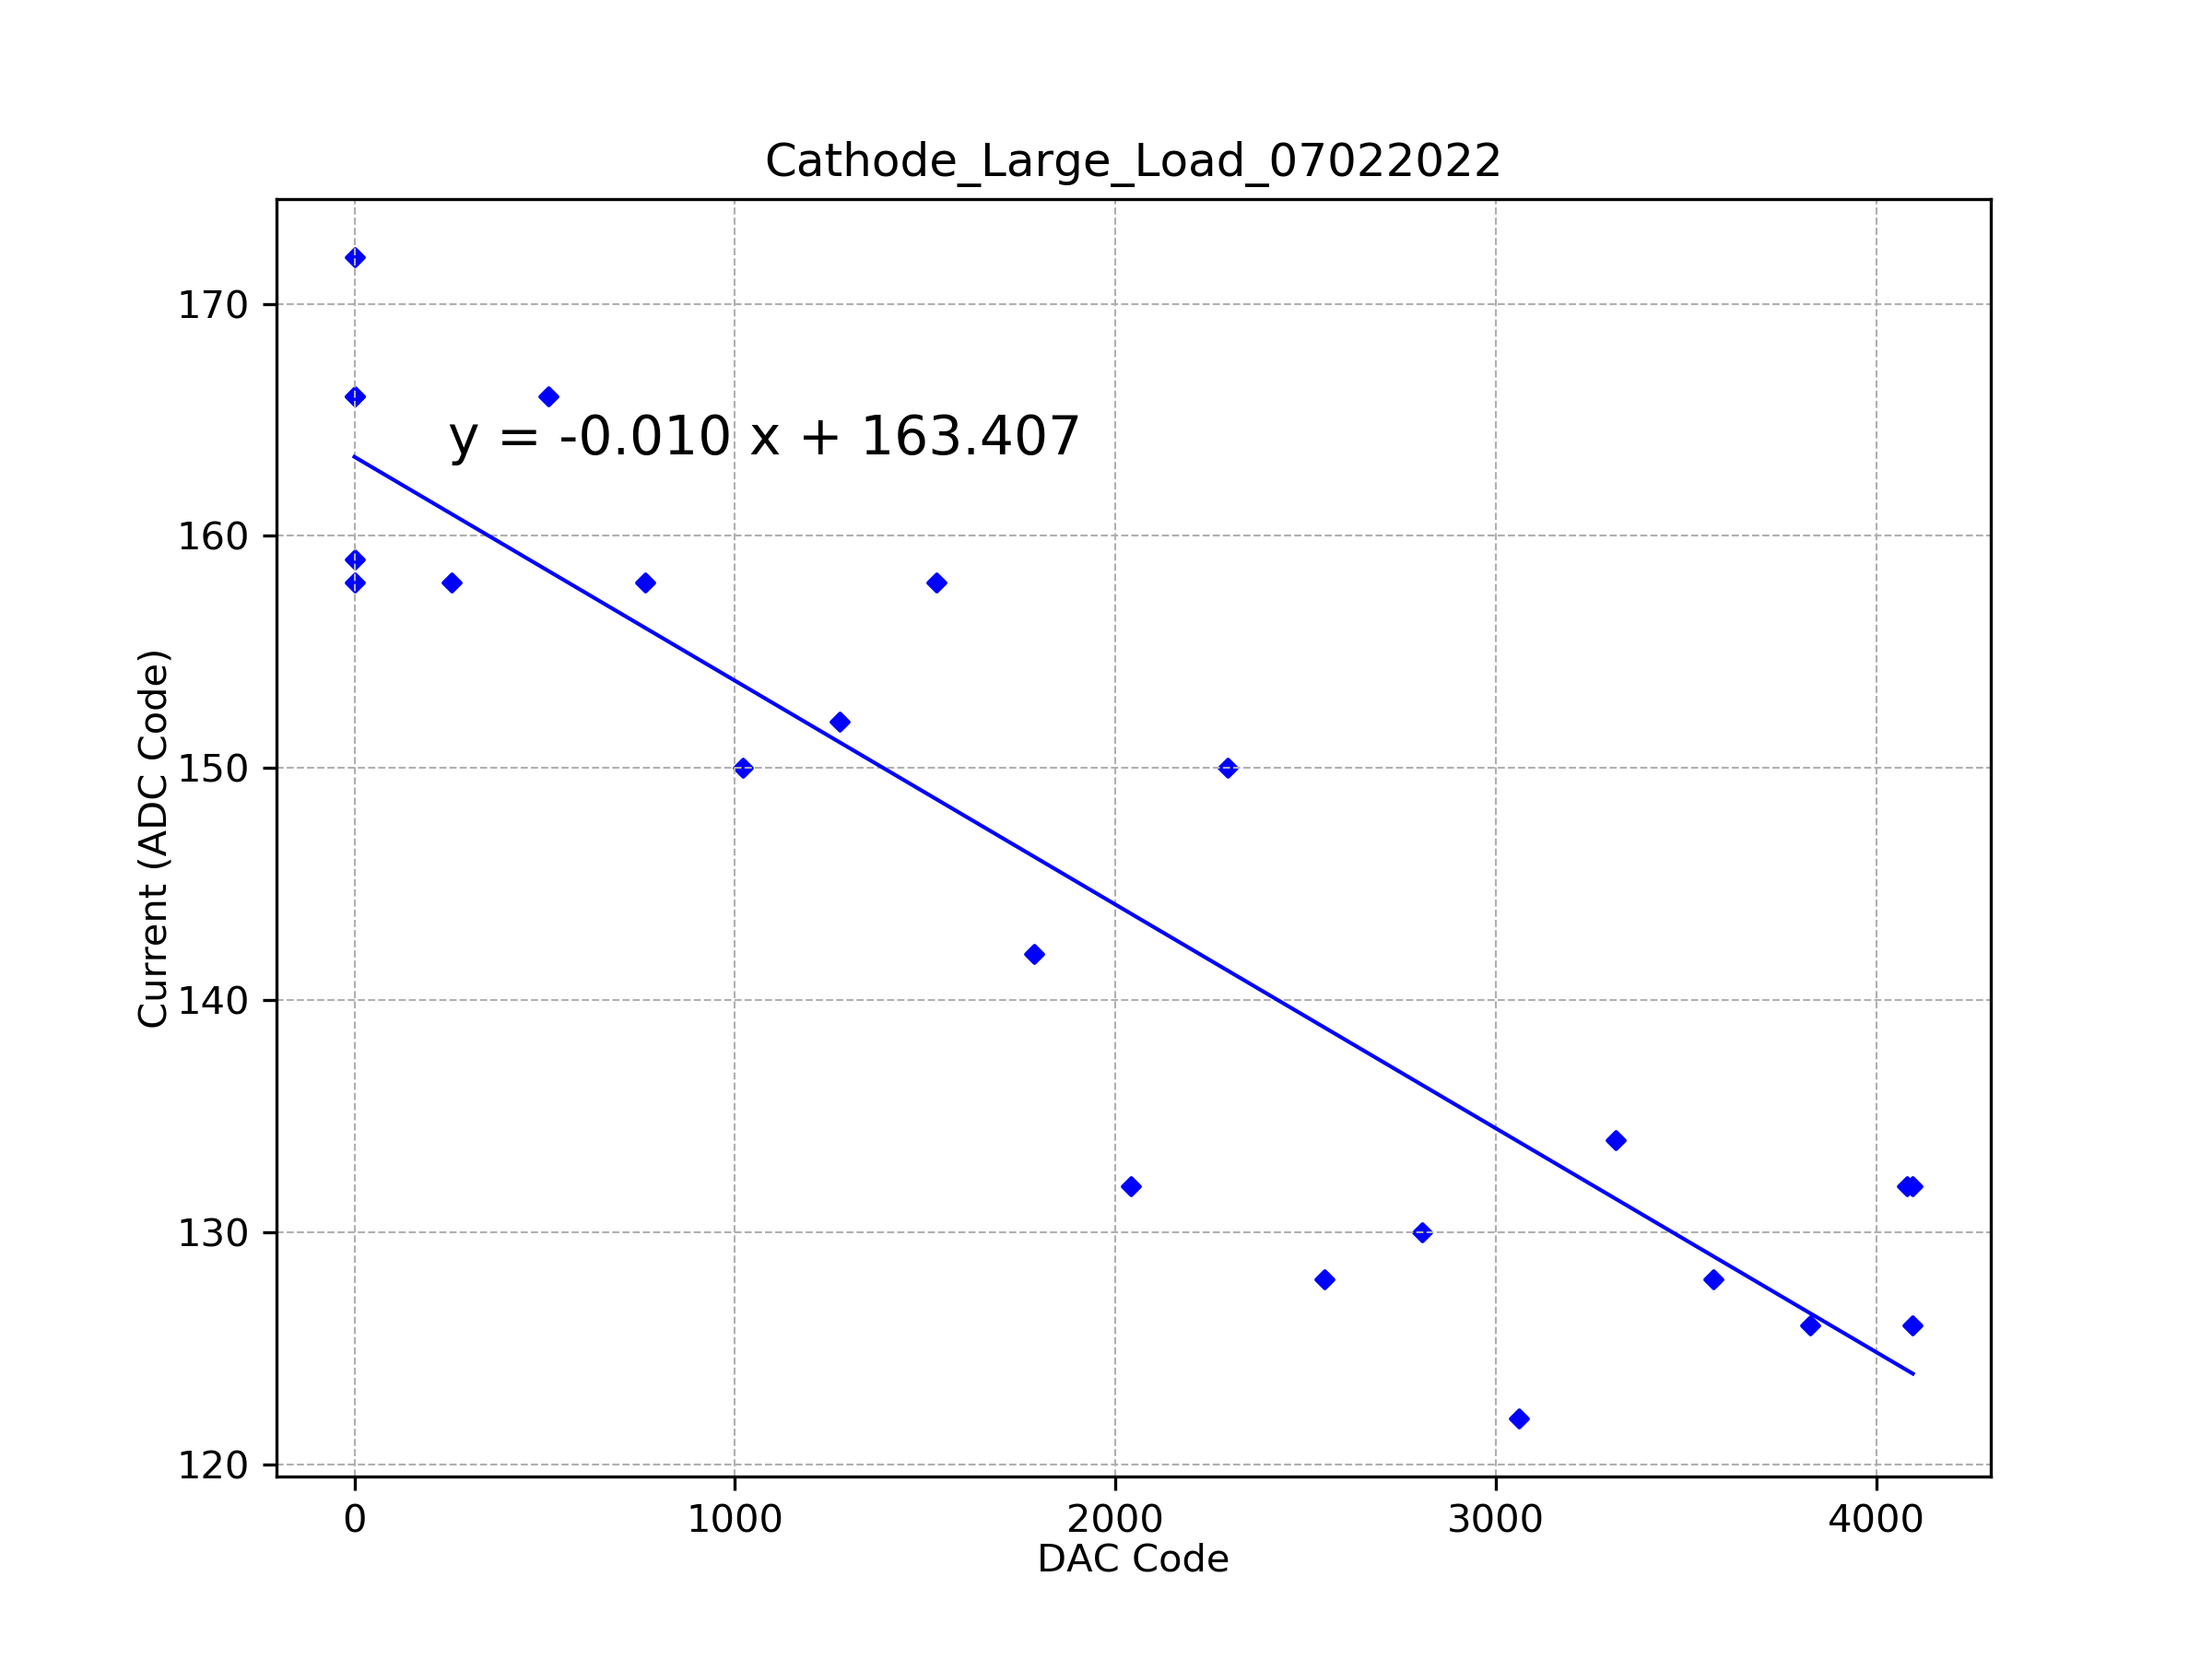 Cathode_Large_Load_07022022
170
160
150
140
130
120
y = -0.010 x + 163.407
Current (ADC Code)
0 1000 2000 3000 4000
DAC Code